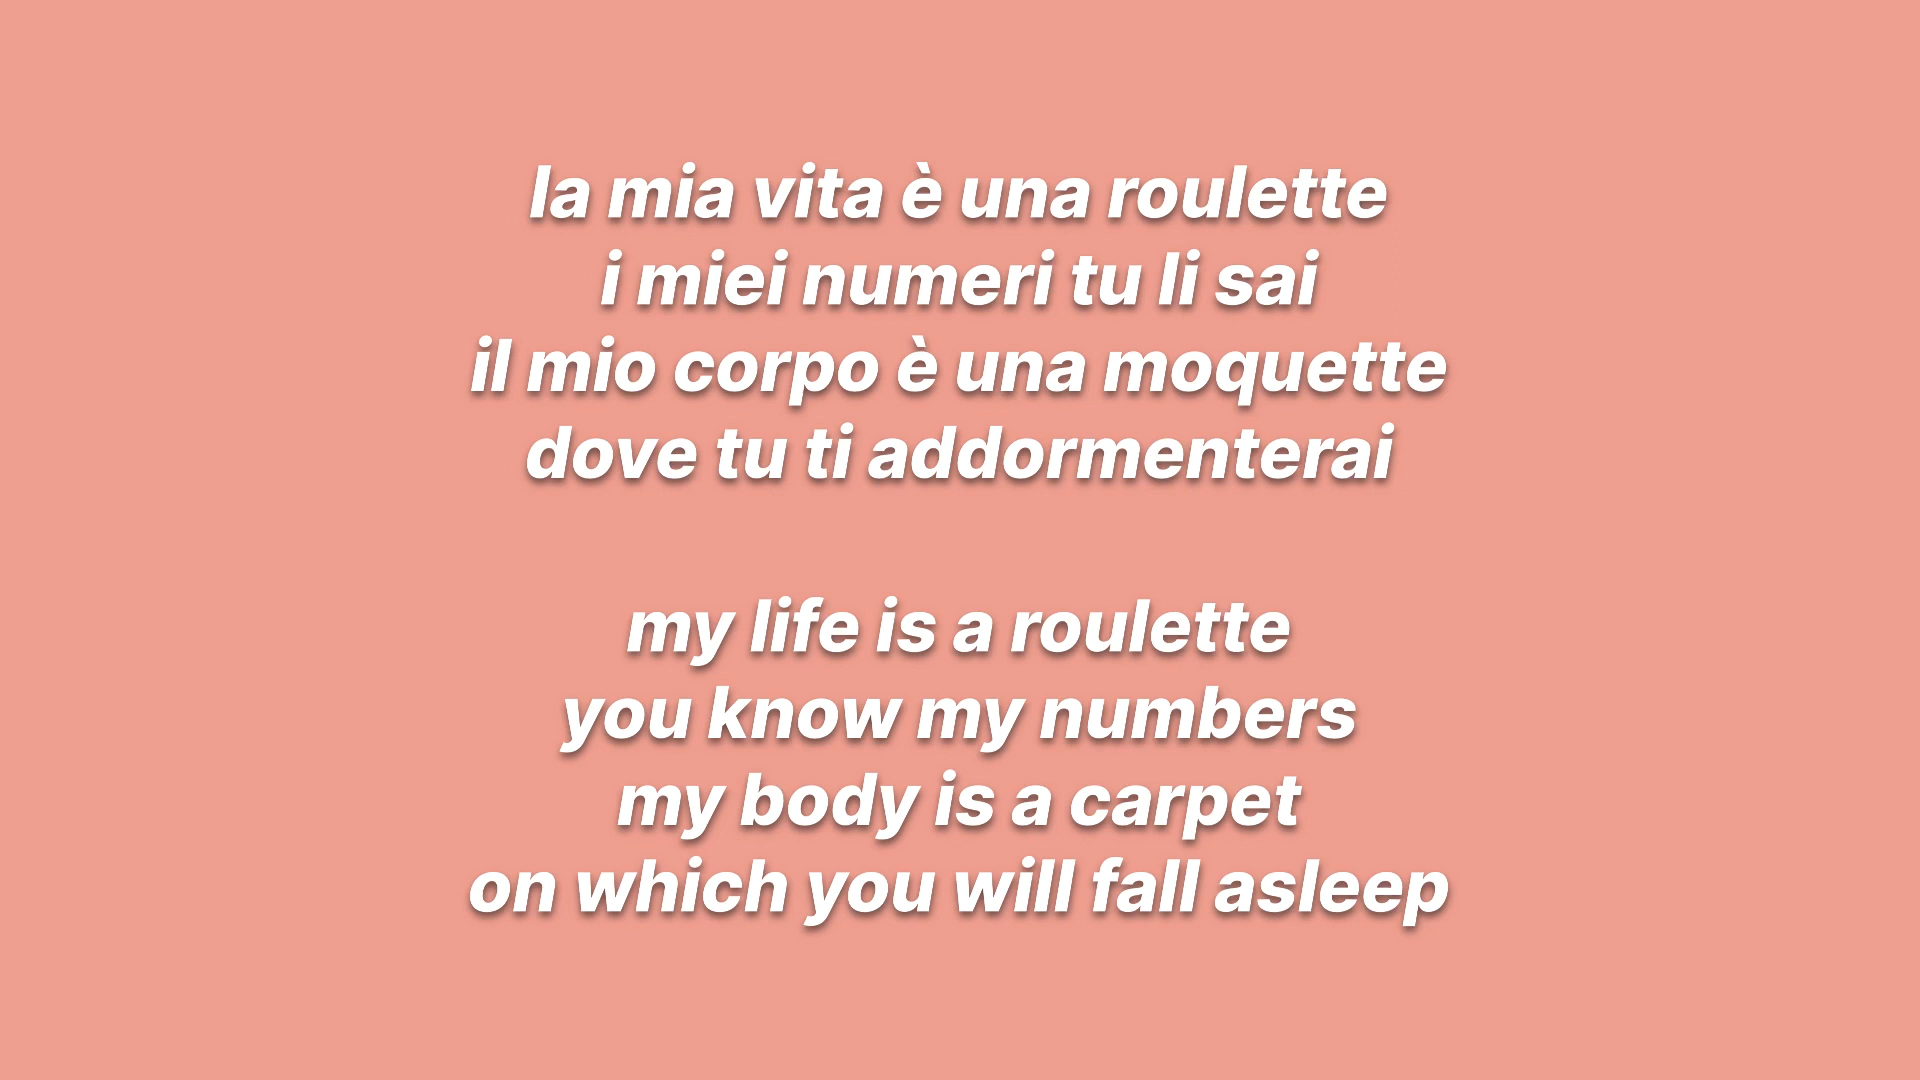 la mia vita è una roulette
i miei numeri tu li sai
il mio corpo è una moquette
dove tu ti addormenterai
my life is a roulette
you know my numbers
my body is a carpet
on which you will fall asleep